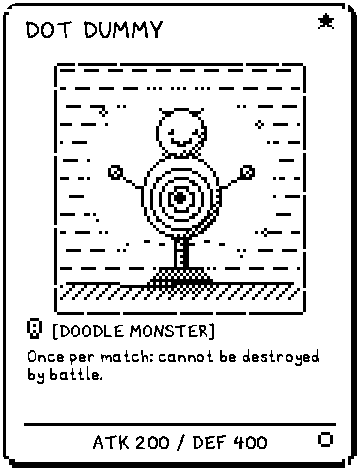 DOT DUMMY
[DOODLE MONSTER]
Once per match: cannot be destroyed
by battle.
ATK 200 / DEF 400